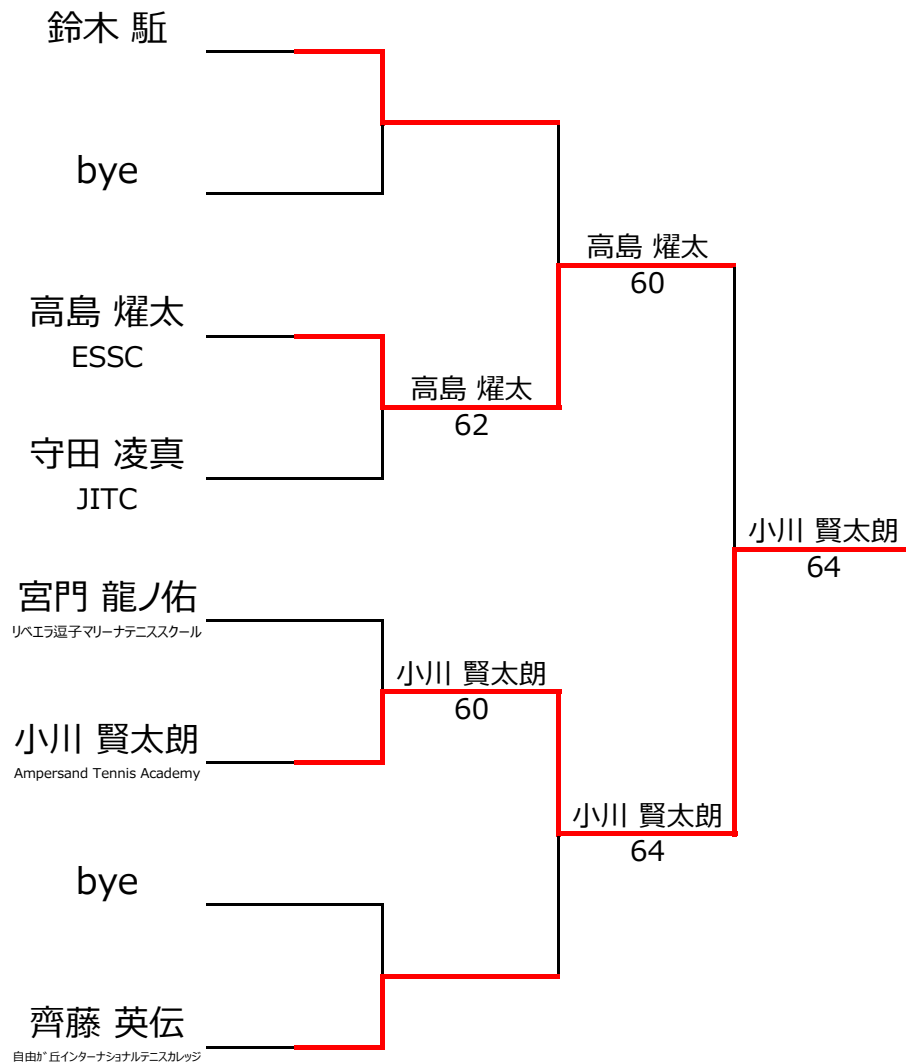 鈴木 駈
bye
高島 燿太
60
高島 燿太
ESSC
高島 燿太
62
守田 凌真
JITC
小川 賢太朗
64
宮門 龍ノ佑
リベエラ逗子マリーナテニススクール
小川 賢太朗
60
小川 賢太朗
Ampersand Tennis Academy
小川 賢太朗
64
bye
齊藤 英伝
自由が丘インターナショナルテニスカレッジ